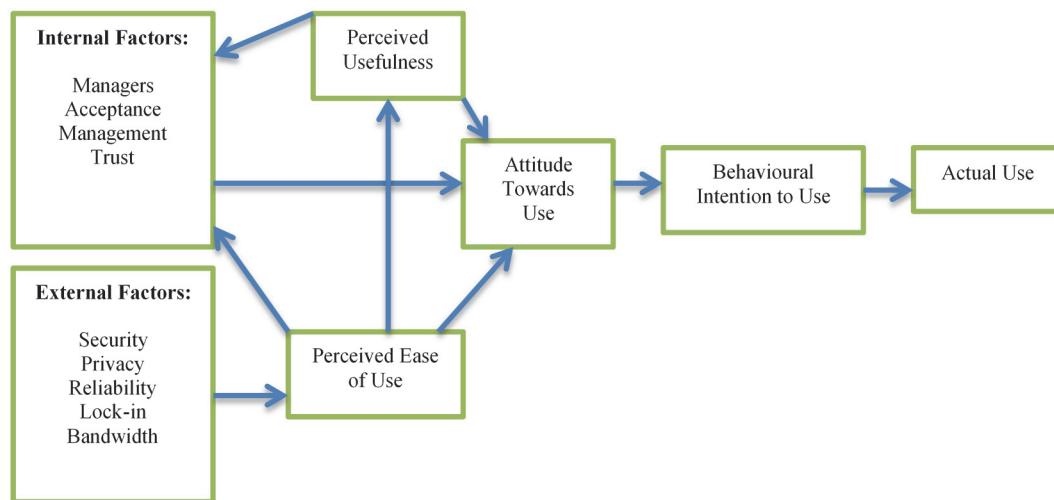 Internal Factors:
Managers
Acceptance
Management
Trust
Perceived
Usefulness
Attitude
Towards
Use
Behavioural
Intention to Use
Actual Use
External Factors:
Security
Privacy
Reliability
Lock-in
Bandwidth
Perceived Ease
of Use